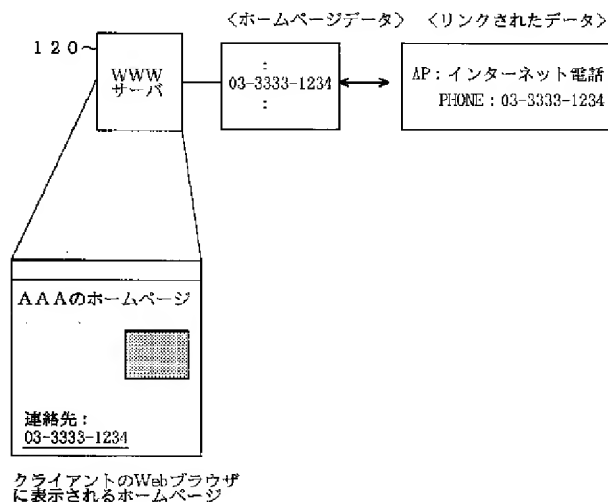 〈ホームページデータ〉 〈リンクされたデータ〉
120~
WWW
サーバ
:
03-3333-1234
:
AP:インターネット電話
PHONE:03-3333-1234
AAAのホームページ
連絡先:
03-3333-1234
クライアントのWebブラウザ
に表示されるホームページ